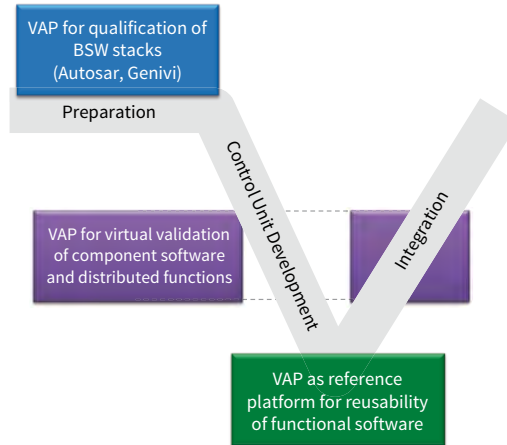 VAP for qualification of
BSW stacks
(Autosar, Genivi)
Preparation
Control Unit Development
Integration
VAP for virtual validation
of component software
and distributed functions
VAP as reference
platform for reusability
of functional software